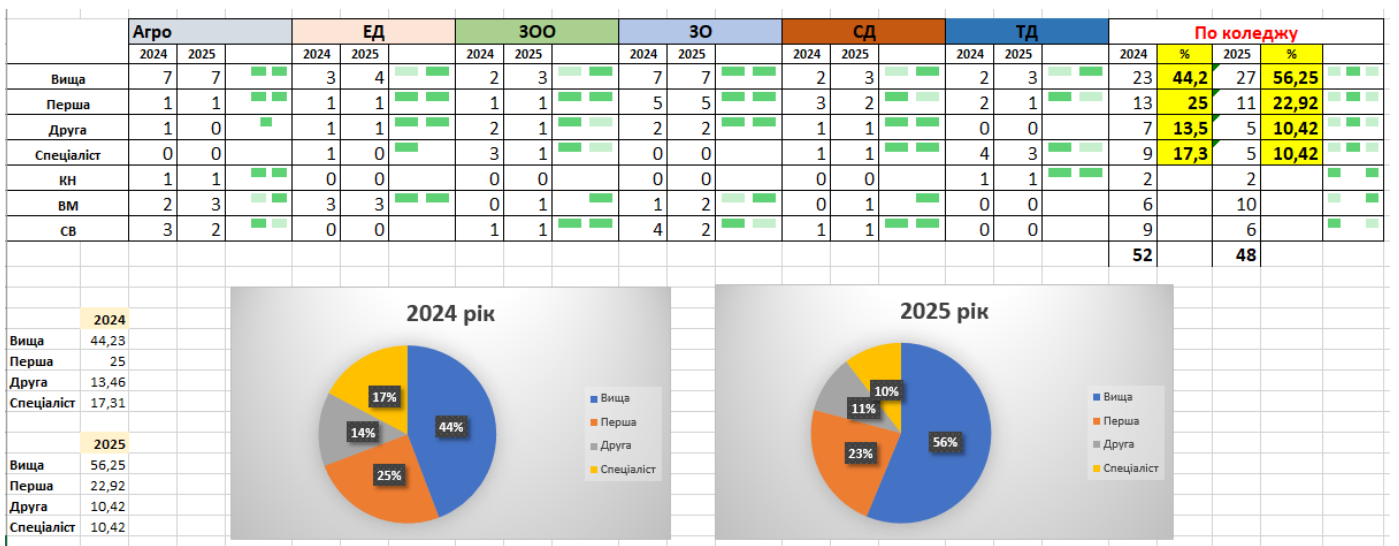 Агро ЕД ЗОО ЗО СД ТД По коледжу
2024 2025 2024 2025 2024 2025 2024 2025 2024 2025 2024 2025 2024 % 2025 %
Вища 7 7 3 4 2 3 7 7 2 3 2 3 23 44,2 27 56,25
Перша 1 1 1 1 1 1 5 5 3 2 2 1 13 25 11 22,92
Друга 1 0 1 1 2 1 2 2 1 1 0 0 7 13,5 5 10,42
Спеціаліст 0 0 1 0 3 1 0 0 1 1 4 3 9 17,3 5 10,42
КН 1 1 0 0 0 0 0 0 0 0 1 1 2 2
ВМ 2 3 3 3 0 1 1 2 0 1 0 0 6 10
СВ 3 2 0 0 1 1 4 2 1 1 0 0 9 6
52 48
2024
Вища 44,23
Перша 25
Друга 13,46
Спеціаліст 17,31
2025
Вища 56,25
Перша 22,92
Друга 10,42
Спеціаліст 10,42
2024 рік
17%
14%
44%
25%
Вища
Перша
Друга
Спеціаліст
2025 рік
10%
11%
56%
23%
Вища
Перша
Друга
Спеціаліст